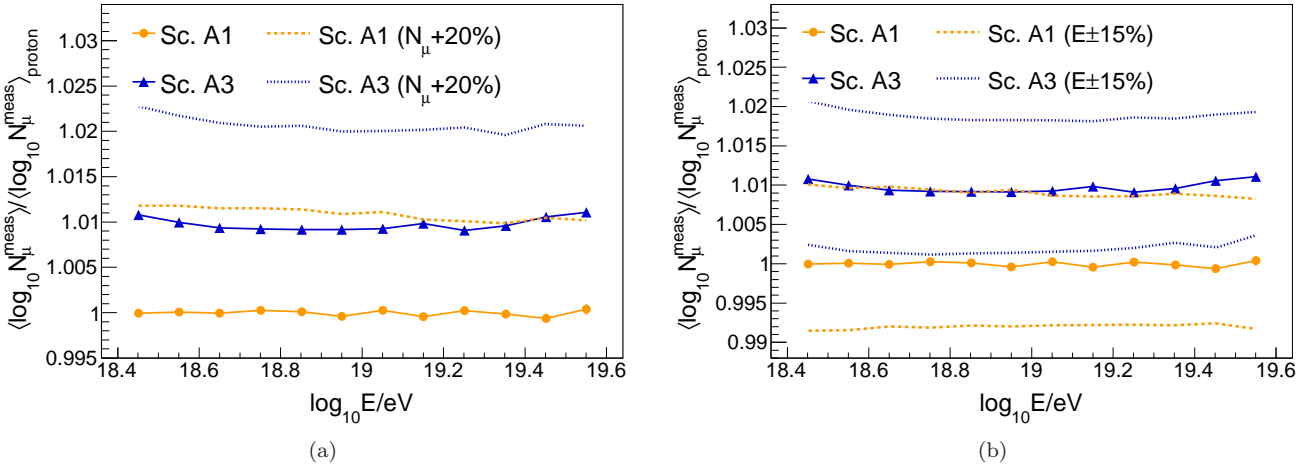 ⟨log₁₀ N_μ^meas⟩/⟨log₁₀ N_μ^meas⟩_proton
1.03
1.025
1.02
1.015
1.01
1.005
1
0.995
Sc. A1
Sc. A1 (N_μ+20%)
Sc. A3
Sc. A3 (N_μ+20%)
18.4 18.6 18.8 19 19.2 19.4 19.6
log₁₀E/eV
(a)
⟨log₁₀ N_μ^meas⟩/⟨log₁₀ N_μ^meas⟩_proton
1.03
1.025
1.02
1.015
1.01
1.005
1
0.995
0.99
Sc. A1
Sc. A1 (E±15%)
Sc. A3
Sc. A3 (E±15%)
18.4 18.6 18.8 19 19.2 19.4 19.6
log₁₀E/eV
(b)